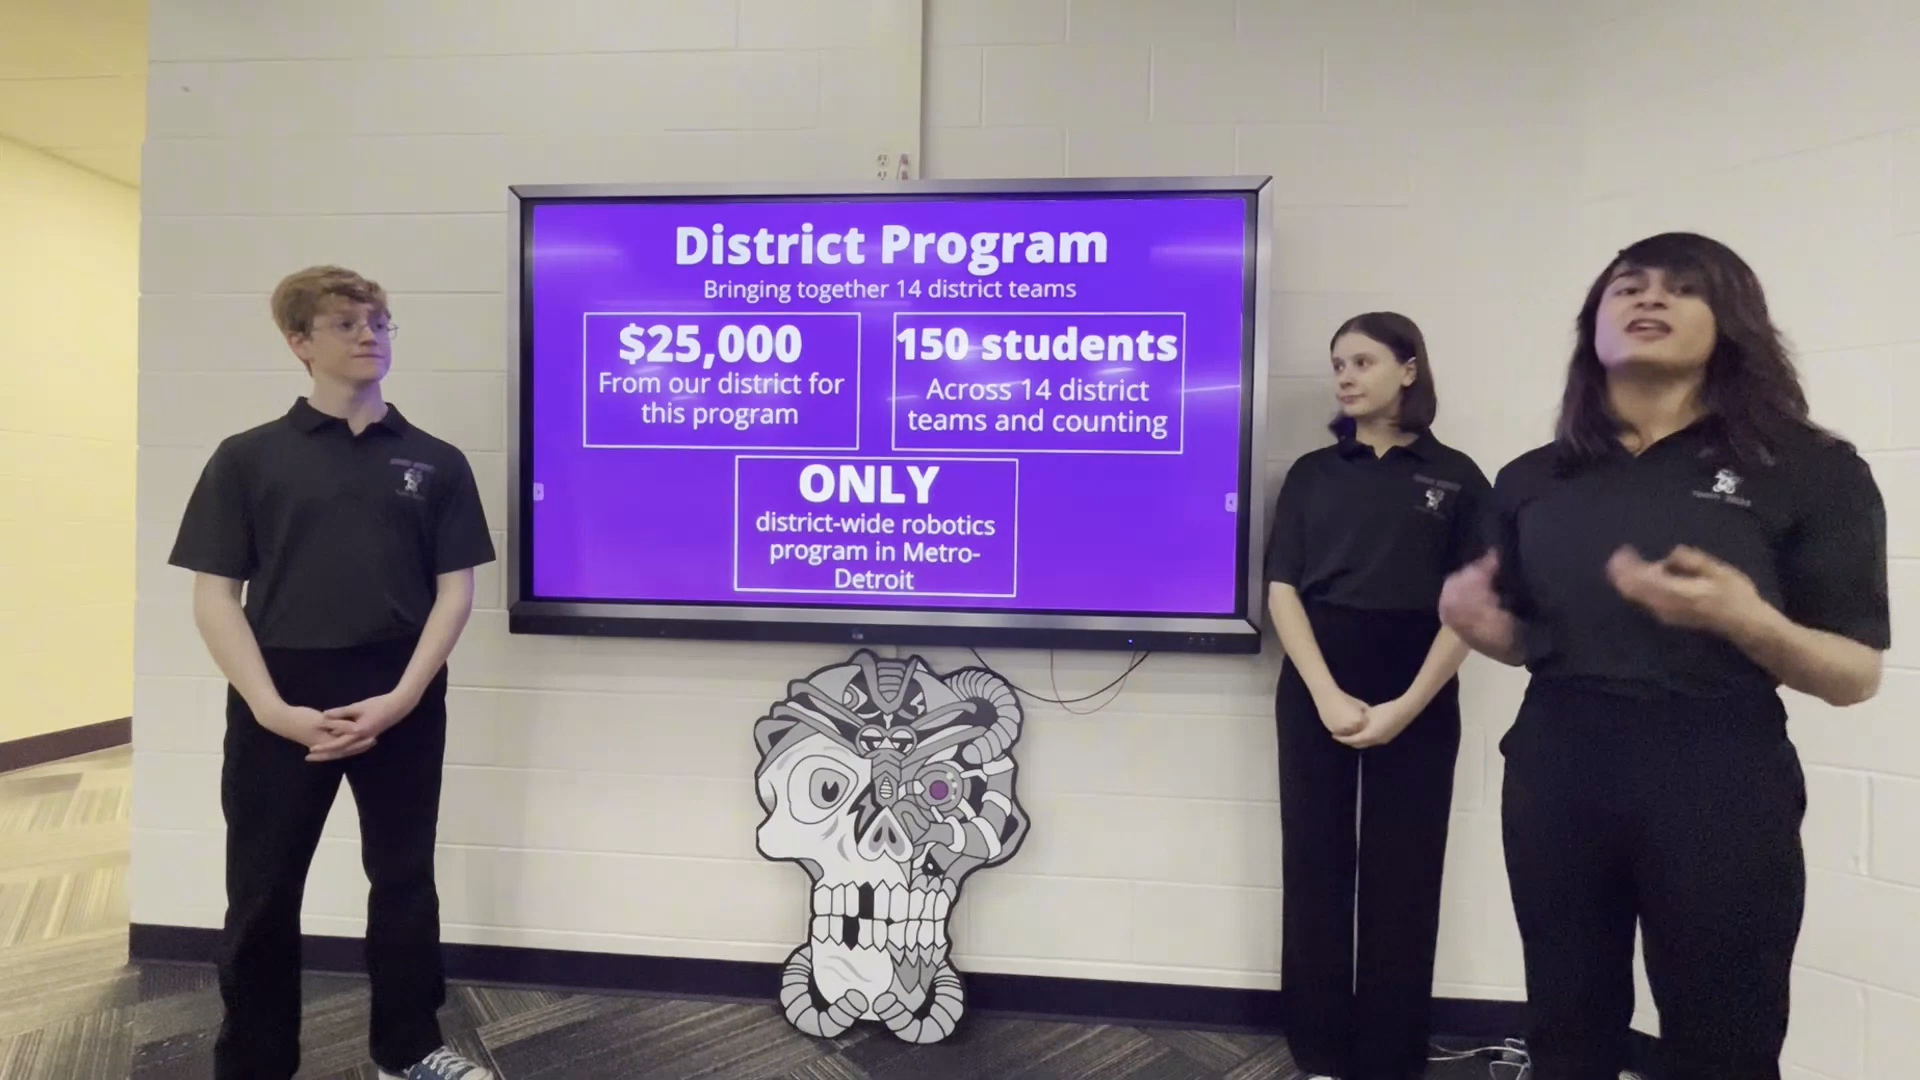 District Program
Bringing together 14 district teams
$25,000
From our district for
this program
150 students
Across 14 district
teams and counting
ONLY
district-wide robotics
program in Metro-
Detroit